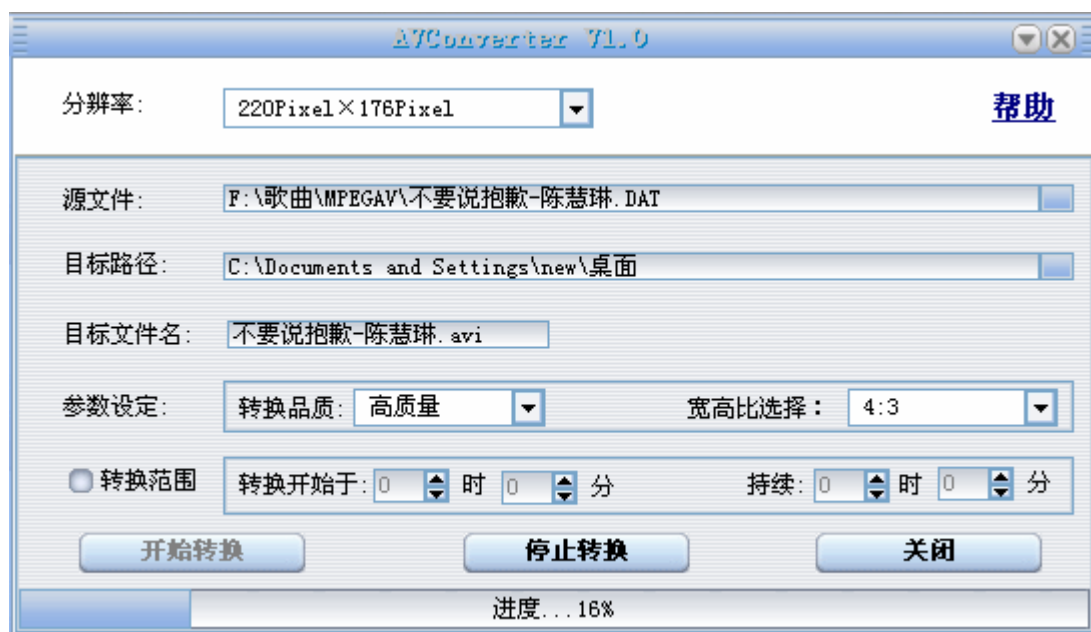 AVConverter V1.0
分辨率: 220Pixel×176Pixel 帮助
源文件: F:\歌曲\MPEGAV\不要说抱歉-陈慧琳.DAT
目标路径: C:\Documents and Settings\new\桌面
目标文件名: 不要说抱歉-陈慧琳.avi
参数设定: 转换品质: 高质量 宽高比选择： 4:3
转换范围 转换开始于: 0 时 0 分 持续: 0 时 0 分
开始转换 停止转换 关闭
进度...16%